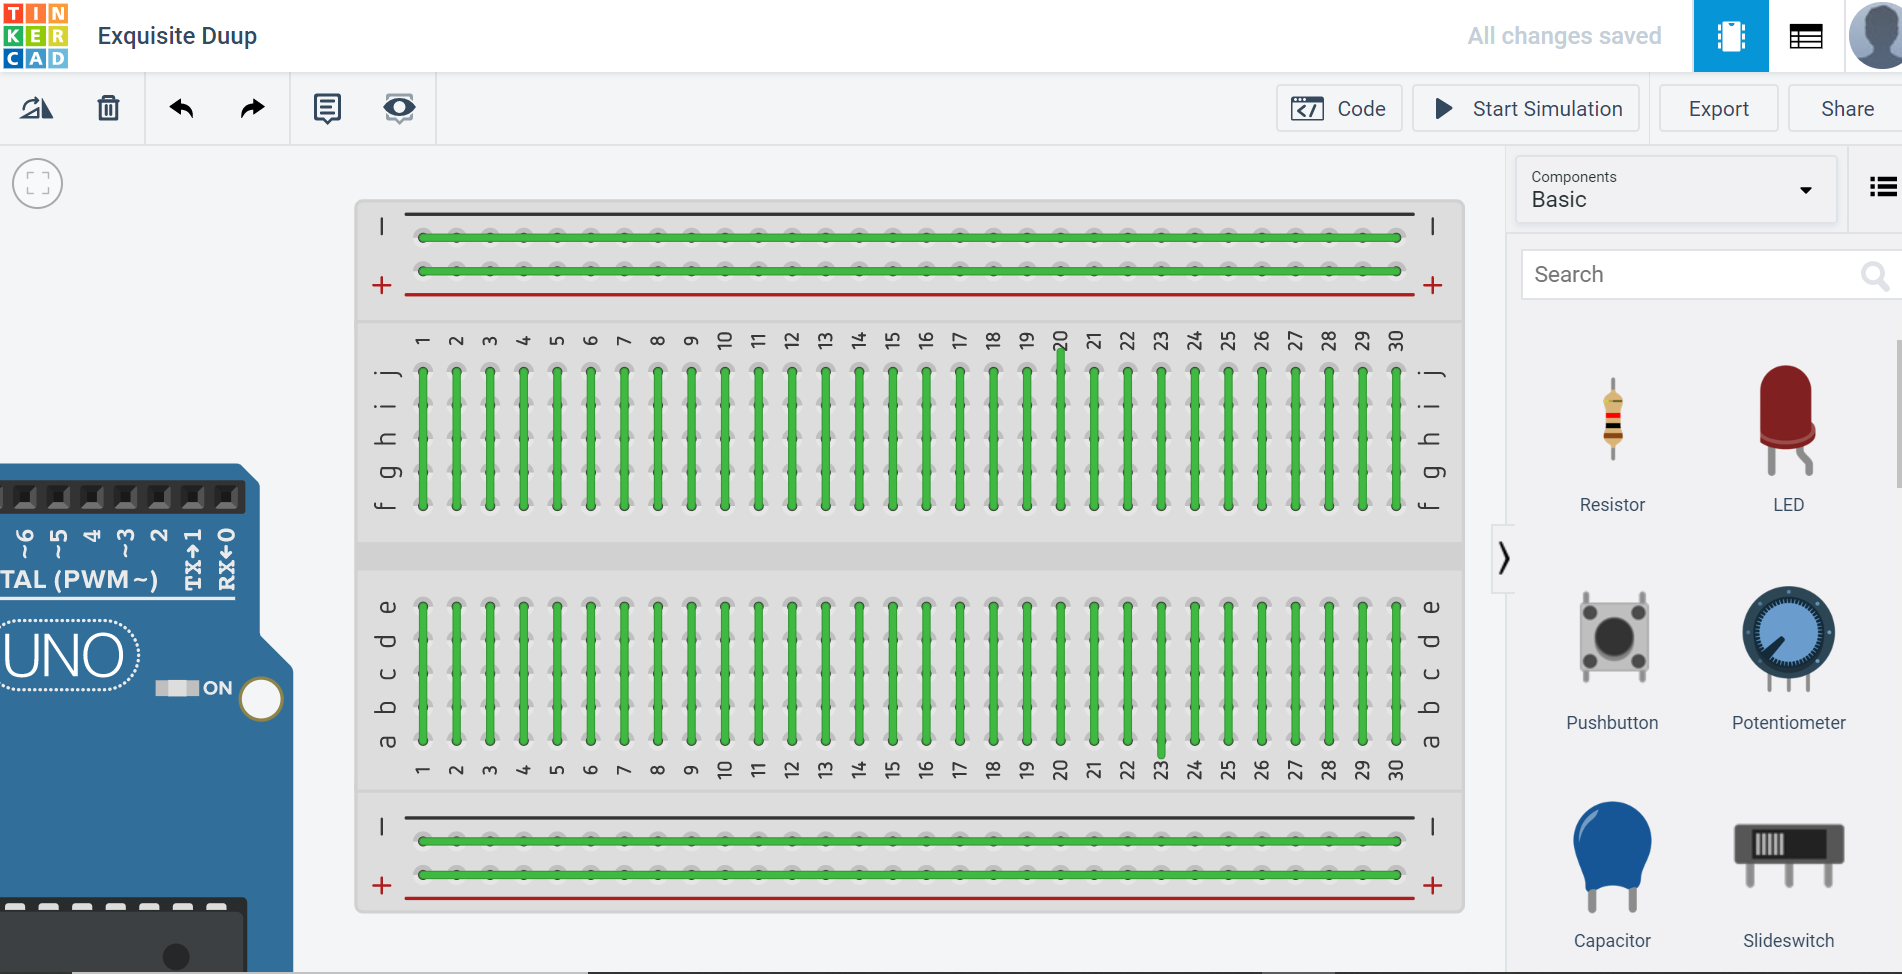 TIN
KER
CAD
Exquisite Duup
All changes saved
Code
Start Simulation
Export
Share
Components
Basic
Search
Resistor
LED
Pushbutton
Potentiometer
Capacitor
Slideswitch
− −
+ +
1 2 3 4 5 6 7 8 9 10 11 12 13 14 15 16 17 18 19 20 21 22 23 24 25 26 27 28 29 30
j j
i i
h h
g g
f f
e e
d d
c c
b b
a a
1 2 3 4 5 6 7 8 9 10 11 12 13 14 15 16 17 18 19 20 21 22 23 24 25 26 27 28 29 30
− −
+ +
~6 ~5 4 ~3 2 TX→1 RX←0
TAL (PWM~)
UNO
ON